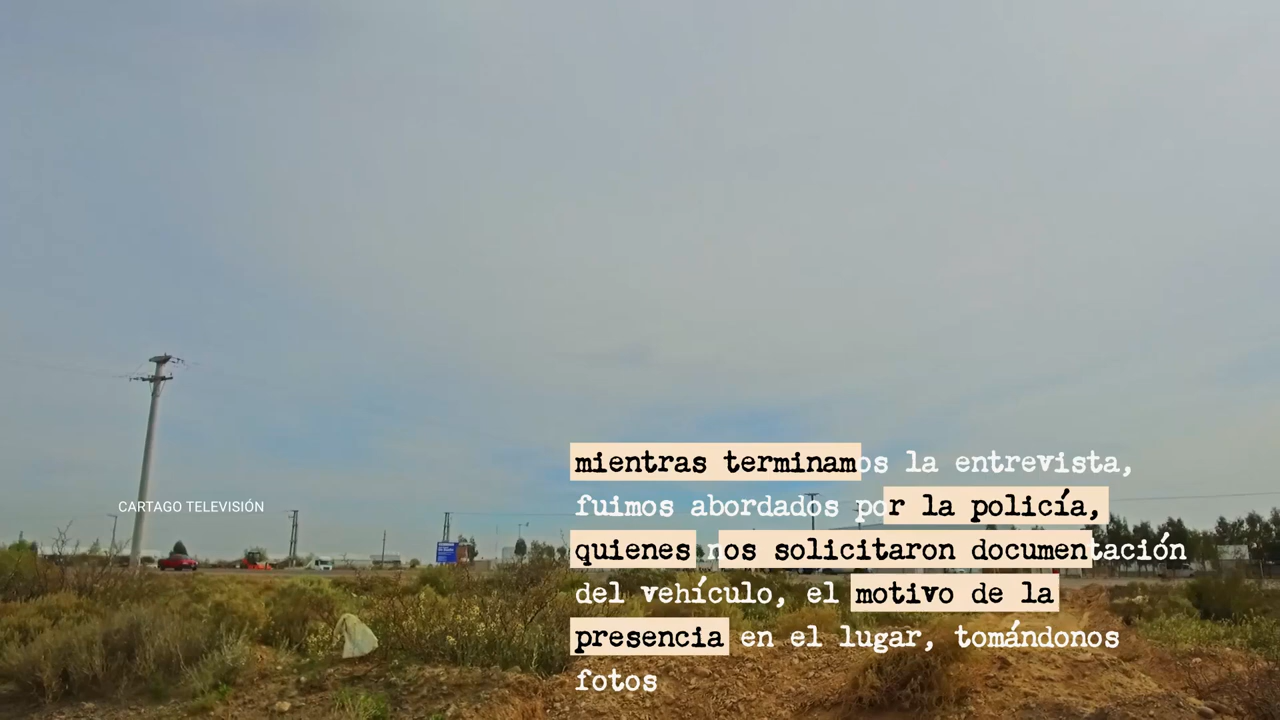 CARTAGO TELEVISIÓN
mientras terminamos la entrevista,
fuimos abordados por la policía,
quienes nos solicitaron documentación
del vehículo, el motivo de la
presencia en el lugar, tomándonos
fotos